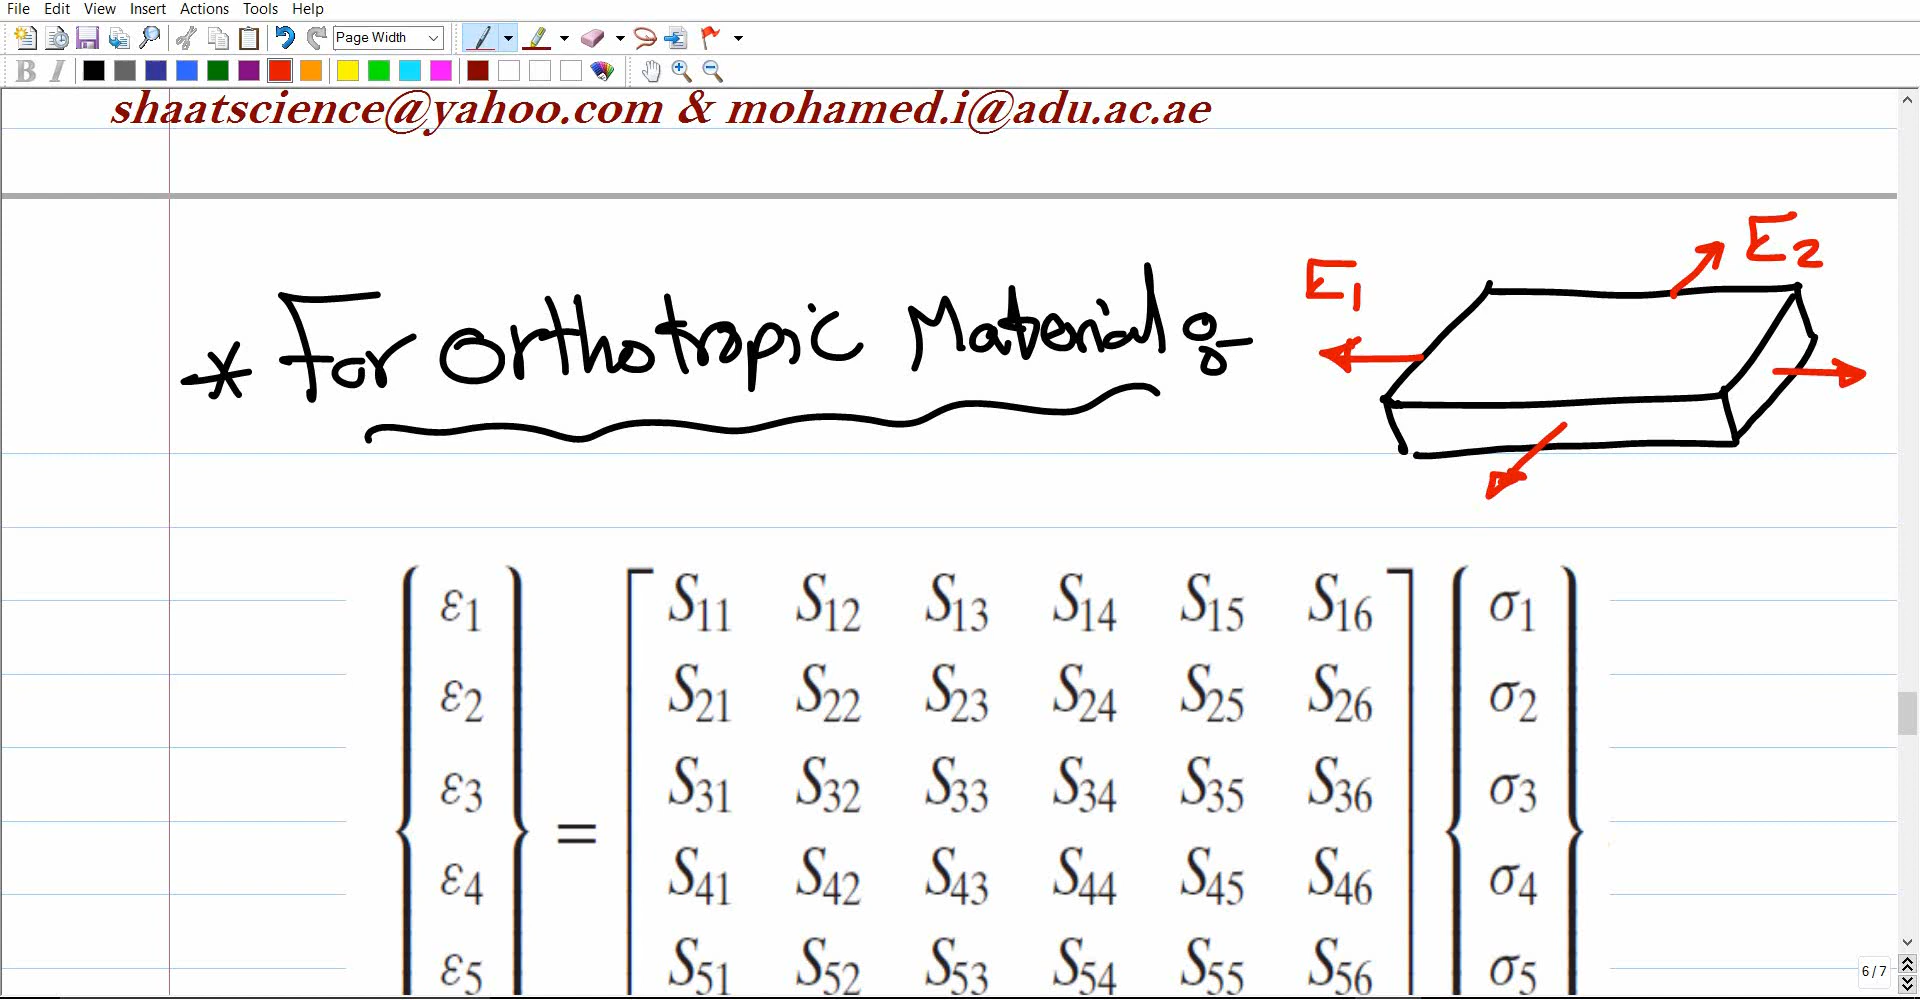 File Edit View Insert Actions Tools Help
Page Width
B I
shaatscience@yahoo.com & mohamed.i@adu.ac.ae
* For Orthotropic Material :-
E1
E2
ε1 S11 S12 S13 S14 S15 S16 σ1
ε2 S21 S22 S23 S24 S25 S26 σ2
ε3 S31 S32 S33 S34 S35 S36 σ3
=
ε4 S41 S42 S43 S44 S45 S46 σ4
ε5 S51 S52 S53 S54 S55 S56 σ5
6 / 7